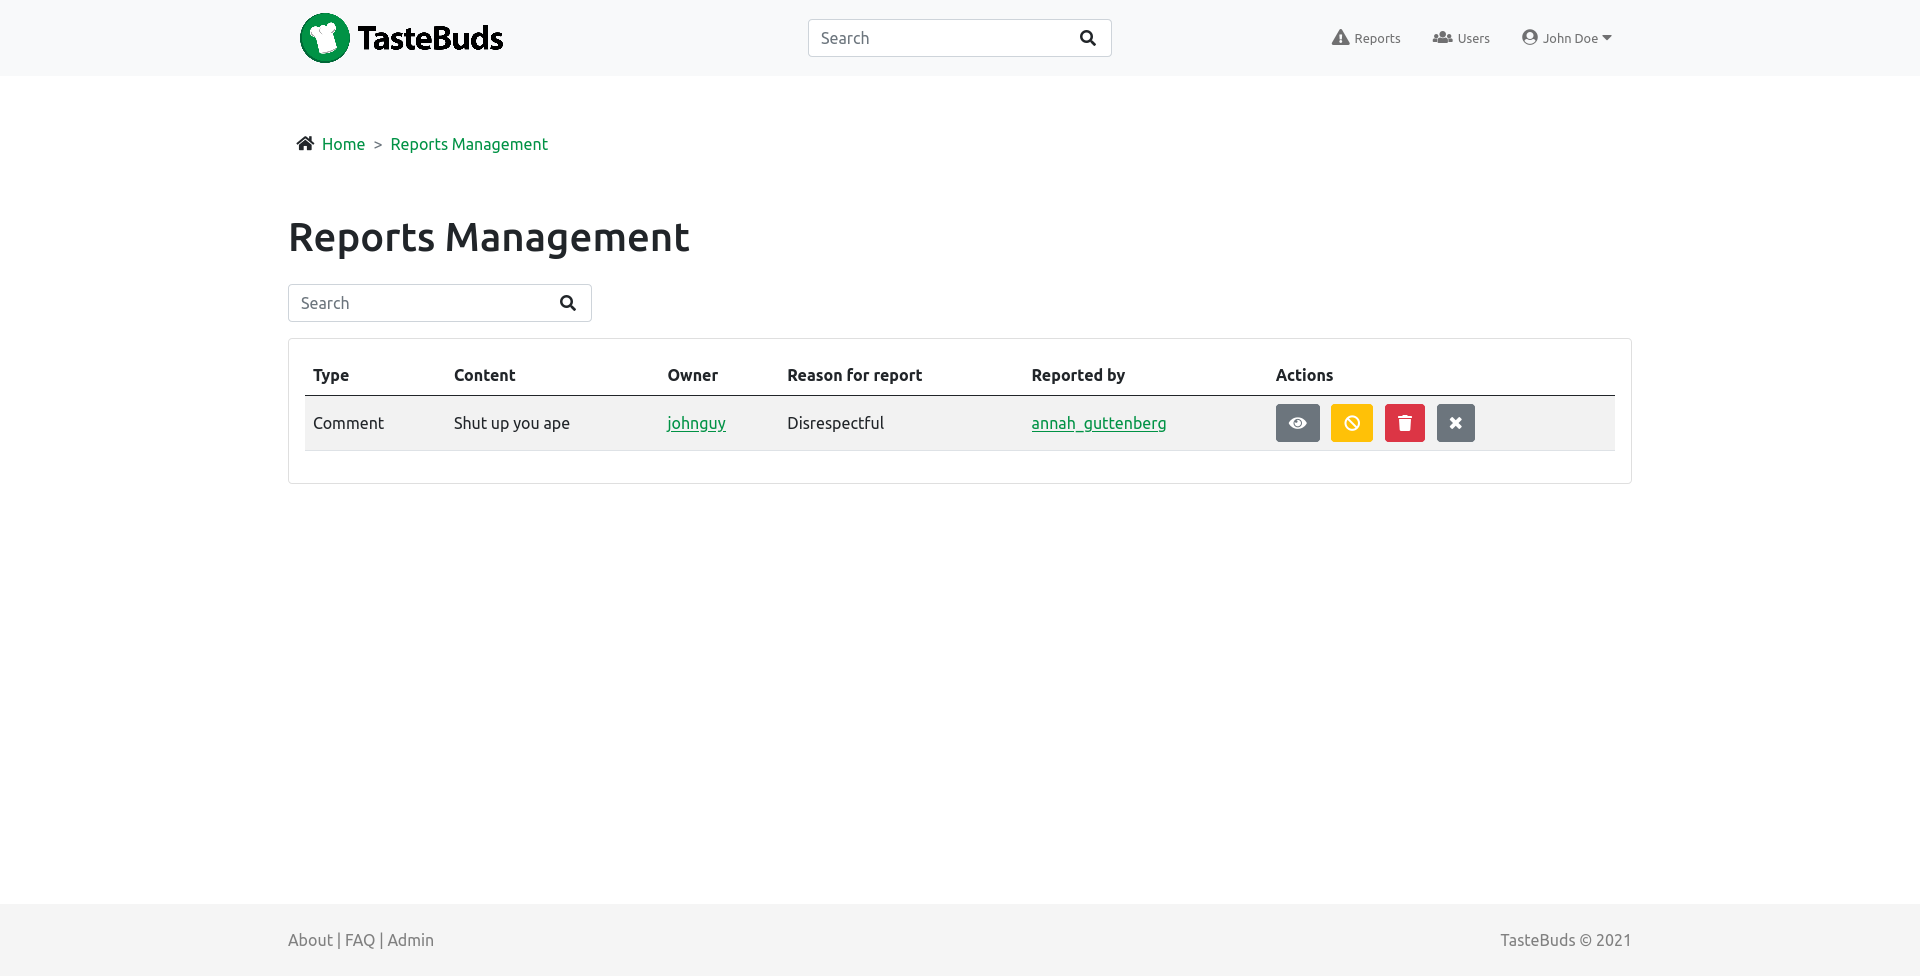 TasteBuds
Search
Reports
Users
John Doe
Home > Reports Management
Reports Management
Search
Type Content Owner Reason for report Reported by Actions
Comment Shut up you ape johnguy Disrespectful annah_guttenberg
About | FAQ | Admin
TasteBuds © 2021